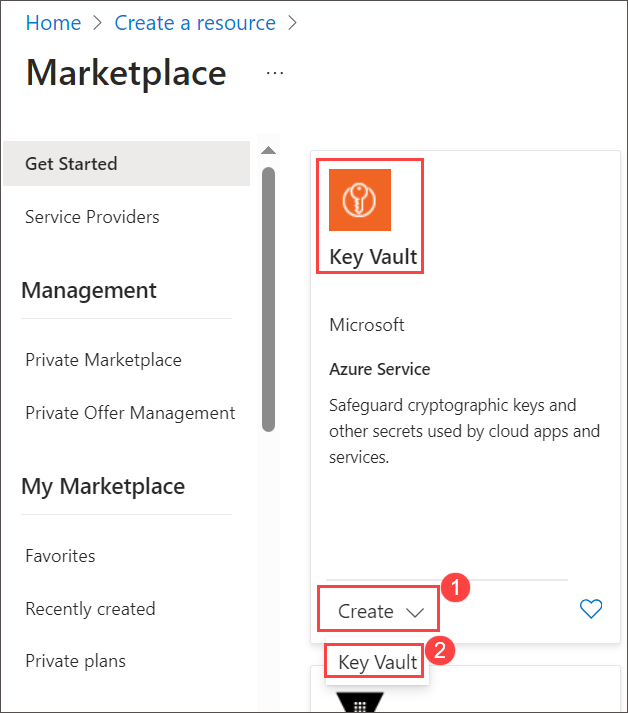 Home > Create a resource >
Marketplace ...
Get Started
Service Providers
Management
Private Marketplace
Private Offer Management
My Marketplace
Favorites
Recently created
Private plans
Key Vault
Microsoft
Azure Service
Safeguard cryptographic keys and
other secrets used by cloud apps and
services.
Create
1
Key Vault
2